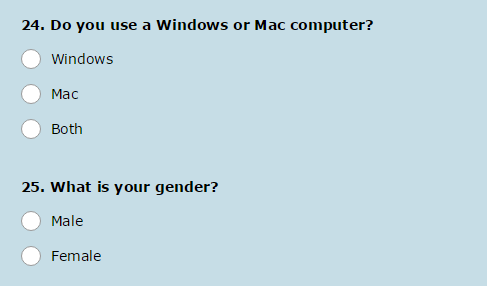 24. Do you use a Windows or Mac computer?
Windows
Mac
Both
25. What is your gender?
Male
Female